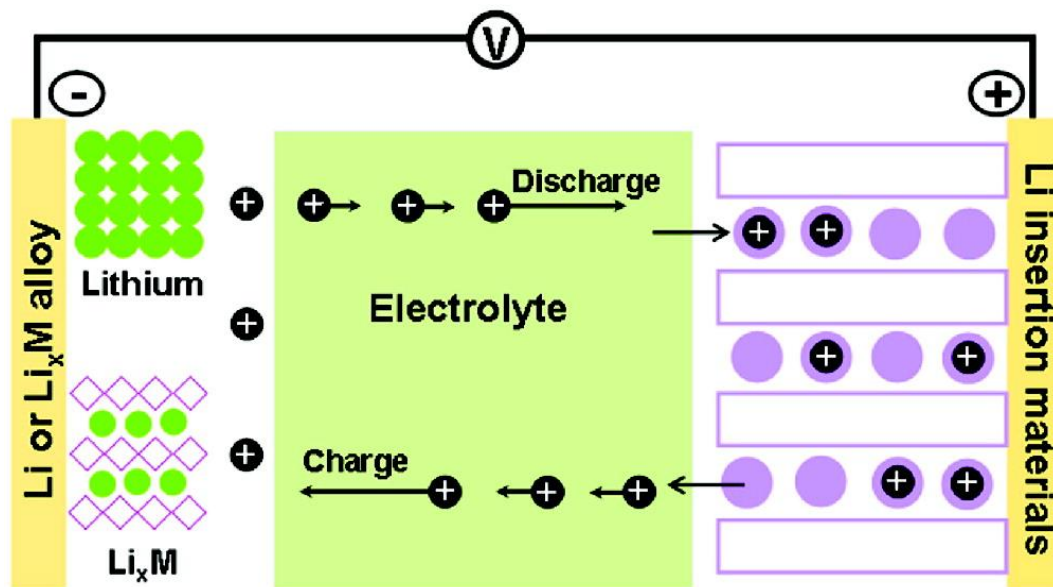 V
-
+
Li or LiₓM alloy
Lithium
LiₓM
+
+
+
+ + +
Discharge
Electrolyte
Charge
+ + +
+ +
+ +
+ +
Li insertion materials